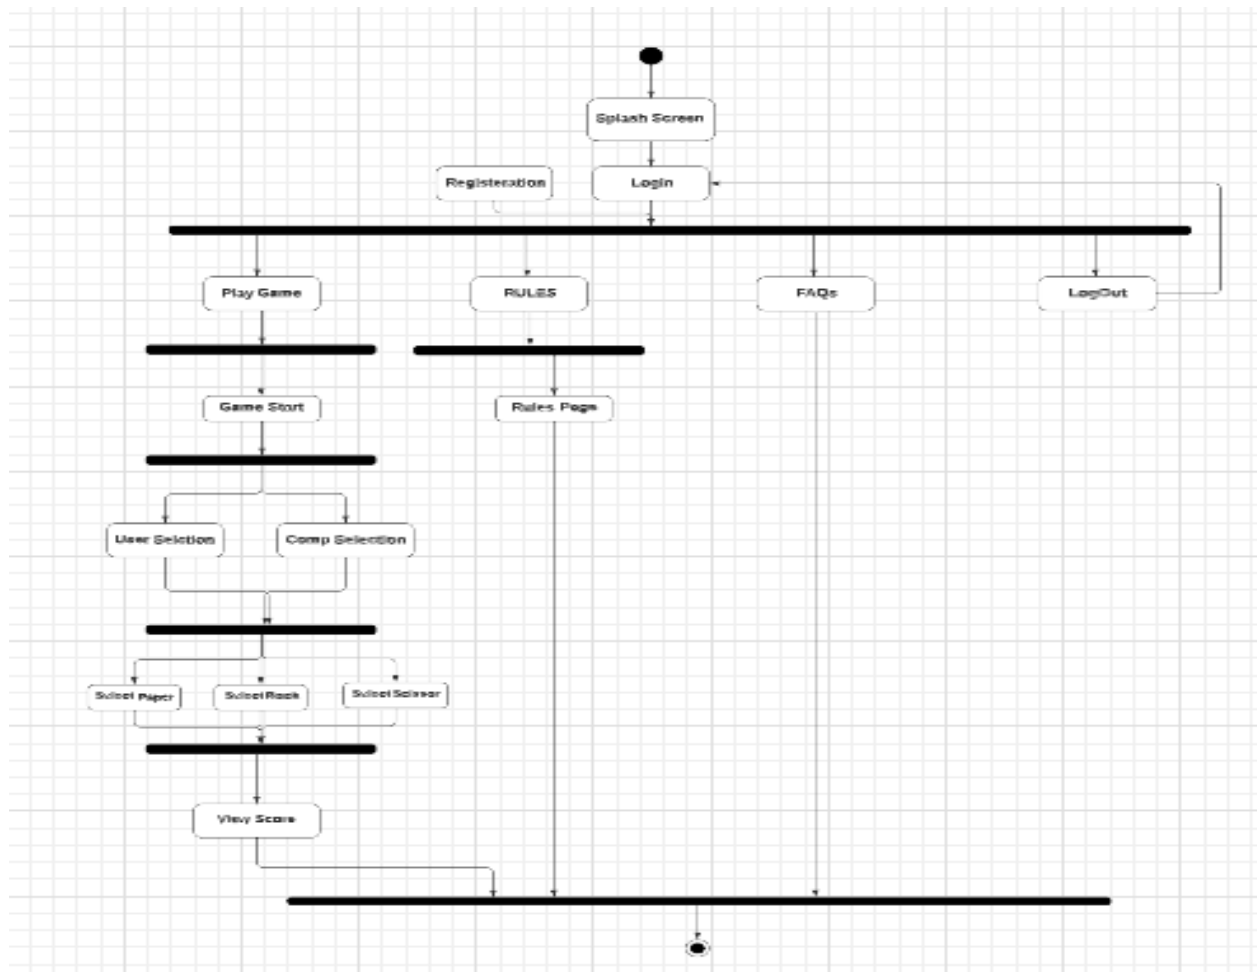 Splash Screen
Registeration
Login
Play Game
RULES
FAQs
LogOut
Game Start
Rules Page
User Selction
Comp Selection
Select Paper
Select Rock
Select Scissor
View Score